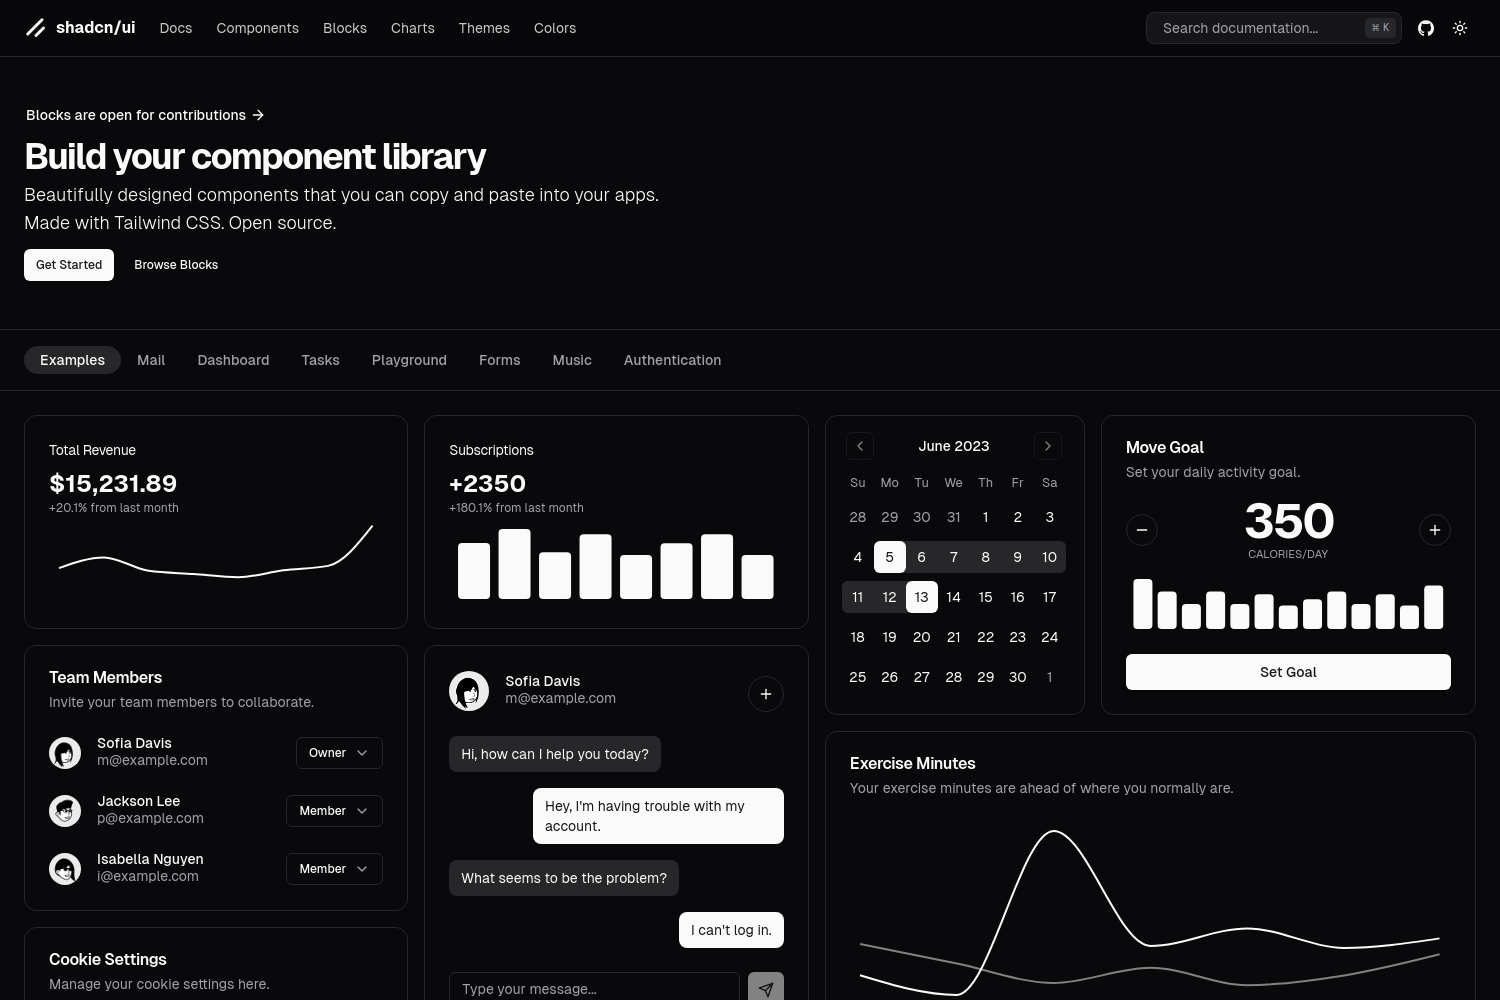 shadcn/ui
Docs
Components
Blocks
Charts
Themes
Colors
Search documentation...
⌘ K
Blocks are open for contributions →
Build your component library
Beautifully designed components that you can copy and paste into your apps.
Made with Tailwind CSS. Open source.
Get Started
Browse Blocks
Examples
Mail
Dashboard
Tasks
Playground
Forms
Music
Authentication
Total Revenue
$15,231.89
+20.1% from last month
Subscriptions
+2350
+180.1% from last month
June 2023
Su Mo Tu We Th Fr Sa
28 29 30 31 1 2 3
4 5 6 7 8 9 10
11 12 13 14 15 16 17
18 19 20 21 22 23 24
25 26 27 28 29 30 1
Move Goal
Set your daily activity goal.
350
CALORIES/DAY
Set Goal
Team Members
Invite your team members to collaborate.
Sofia Davis
m@example.com
Owner
Jackson Lee
p@example.com
Member
Isabella Nguyen
i@example.com
Member
Sofia Davis
m@example.com
Hi, how can I help you today?
Hey, I'm having trouble with my
account.
What seems to be the problem?
I can't log in.
Type your message...
Exercise Minutes
Your exercise minutes are ahead of where you normally are.
Cookie Settings
Manage your cookie settings here.